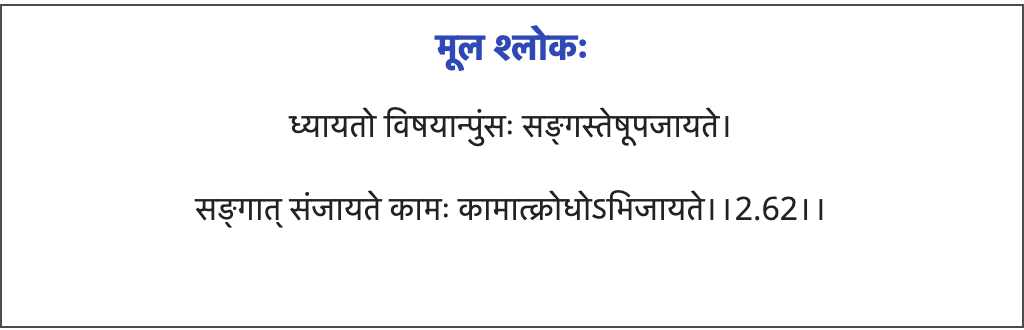 मूल श्लोकः
ध्यायतो विषयान्पुंसः सङ्गस्तेषूपजायते।
सङ्गात् संजायते कामः कामात्क्रोधोऽभिजायते।।2.62।।